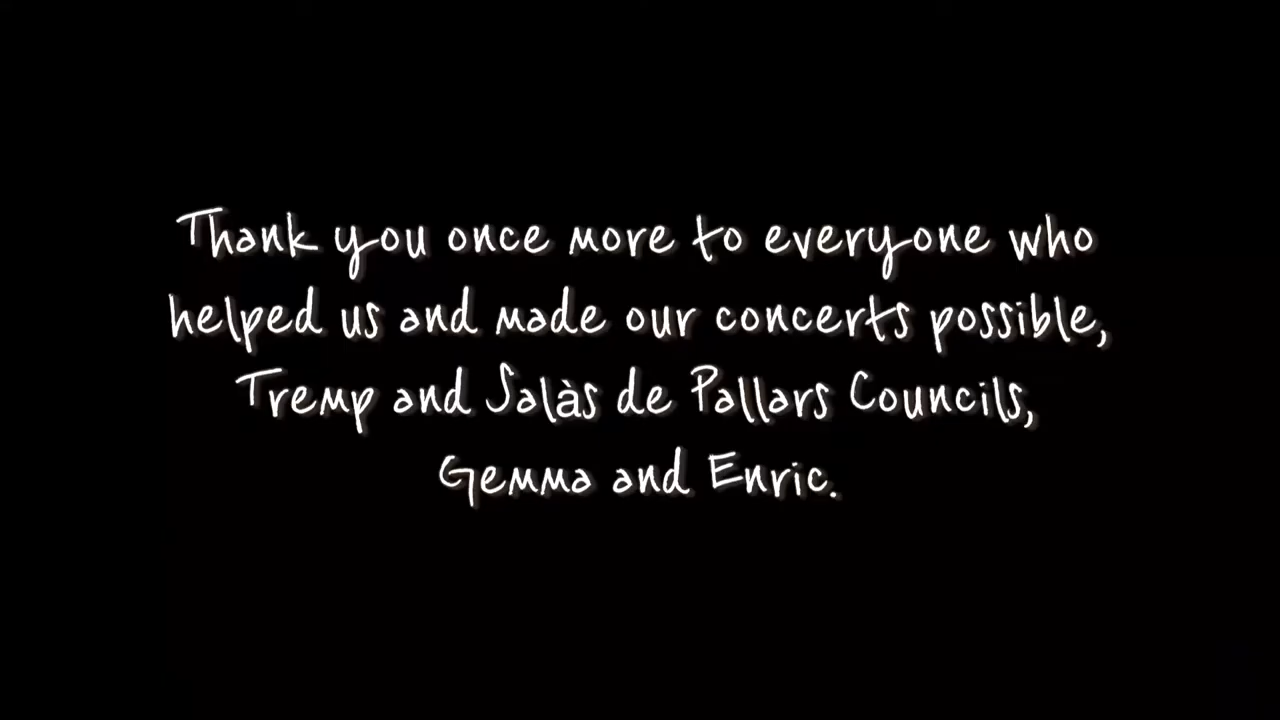 Thank you once more to everyone who
helped us and made our concerts possible,
Tremp and Salàs de Pallars Councils,
Gemma and Enric.